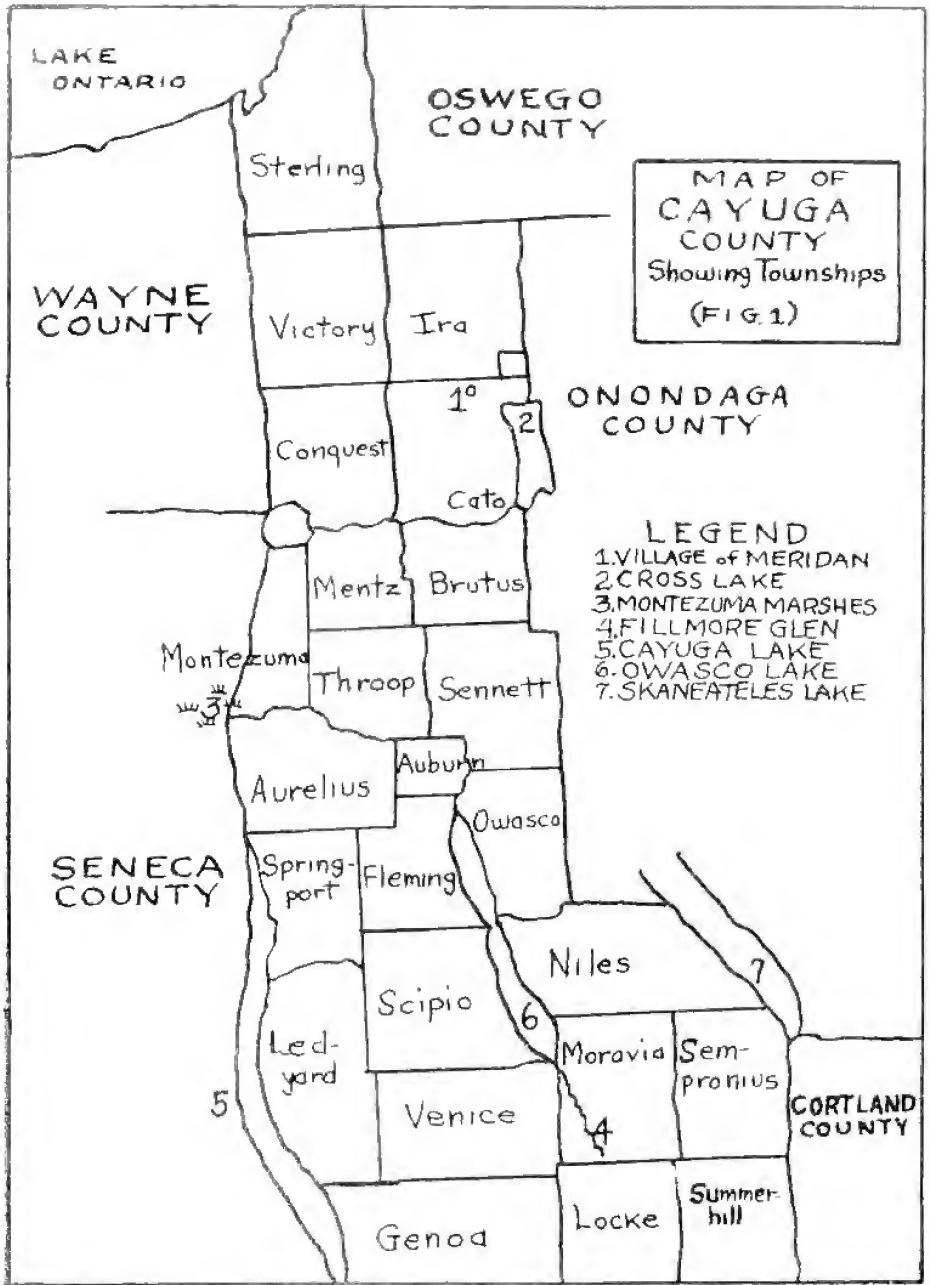 LAKE
ONTARIO
OSWEGO
COUNTY
MAP OF
CAYUGA
COUNTY
Showing Townships
(FIG. 1)
Sterling
WAYNE
COUNTY
Victory
Ira
1
ONONDAGA
COUNTY
2
Conquest
Cato
LEGEND
1. VILLAGE of MERIDAN
2. CROSS LAKE
3. MONTEZUMA MARSHES
4. FILLMORE GLEN
5. CAYUGA LAKE
6. OWASCO LAKE
7. SKANEATELES LAKE
Mentz
Brutus
Montezuma
Throop
Sennett
3
Auburn
Aurelius
Owasco
SENECA
COUNTY
Spring-
port
Fleming
Niles
7
Scipio
6
Led-
yard
Moravia
Sem-
pronius
5
Venice
4
CORTLAND
COUNTY
Genoa
Locke
Summer-
hill